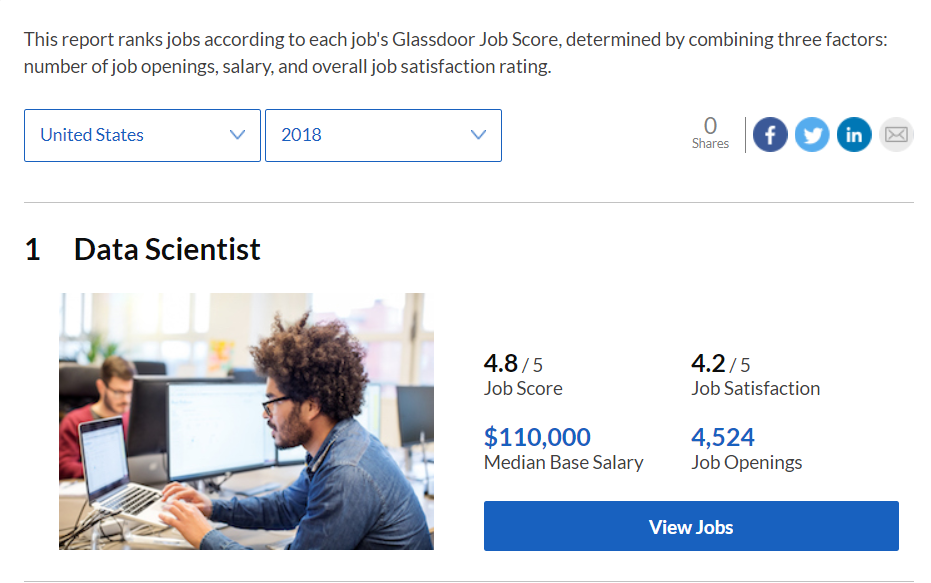 This report ranks jobs according to each job's Glassdoor Job Score, determined by combining three factors:
number of job openings, salary, and overall job satisfaction rating.
United States
2018
0
Shares
f
in
1 Data Scientist
4.8 / 5
Job Score
4.2 / 5
Job Satisfaction
$110,000
Median Base Salary
4,524
Job Openings
View Jobs